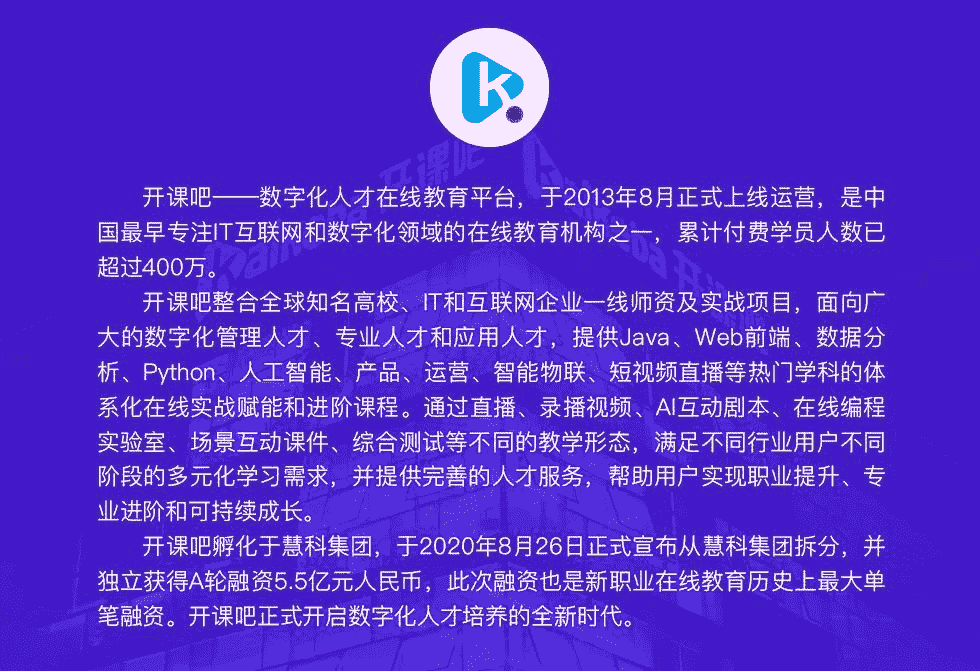 k
开课吧——数字化人才在线教育平台，于2013年8月正式上线运营，是中
国最早专注IT互联网和数字化领域的在线教育机构之一，累计付费学员人数已
超过400万。
开课吧整合全球知名高校、IT和互联网企业一线师资及实战项目，面向广
大的数字化管理人才、专业人才和应用人才，提供Java、Web前端、数据分
析、Python、人工智能、产品、运营、智能物联、短视频直播等热门学科的体
系化在线实战赋能和进阶课程。通过直播、录播视频、AI互动剧本、在线编程
实验室、场景互动课件、综合测试等不同的教学形态，满足不同行业用户不同
阶段的多元化学习需求，并提供完善的人才服务，帮助用户实现职业提升、专
业进阶和可持续成长。
开课吧孵化于慧科集团，于2020年8月26日正式宣布从慧科集团拆分，并
独立获得A轮融资5.5亿元人民币，此次融资也是新职业在线教育历史上最大单
笔融资。开课吧正式开启数字化人才培养的全新时代。